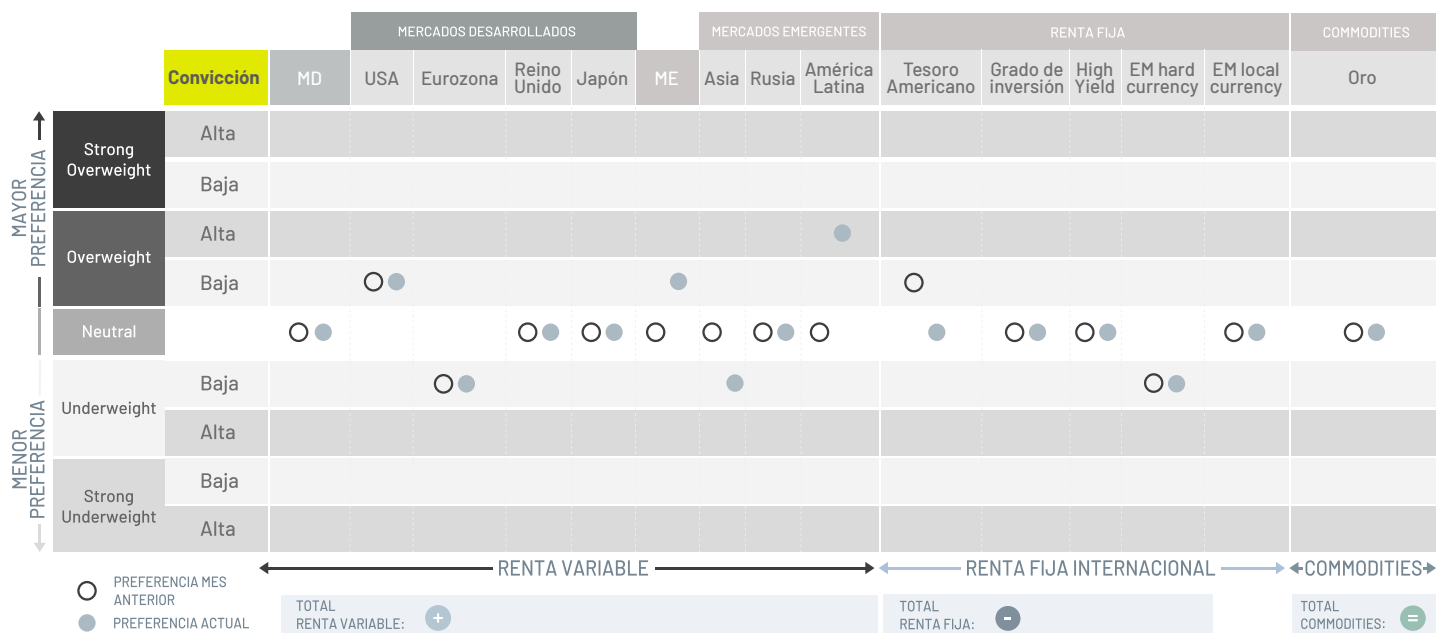 MERCADOS DESARROLLADOS
MERCADOS EMERGENTES
RENTA FIJA
COMMODITIES
Convicción
MD
USA
Eurozona
Reino
Unido
Japón
ME
Asia
Rusia
América
Latina
Tesoro
Americano
Grado de
inversión
High
Yield
EM hard
currency
EM local
currency
Oro
MAYOR
PREFERENCIA
Strong
Overweight
Alta
Baja
Overweight
Alta
Baja
Neutral
MENOR
PREFERENCIA
Underweight
Baja
Alta
Strong
Underweight
Baja
Alta
RENTA VARIABLE
RENTA FIJA INTERNACIONAL
COMMODITIES
PREFERENCIA MES
ANTERIOR
PREFERENCIA ACTUAL
TOTAL
RENTA VARIABLE: +
TOTAL
RENTA FIJA: -
TOTAL
COMMODITIES: =